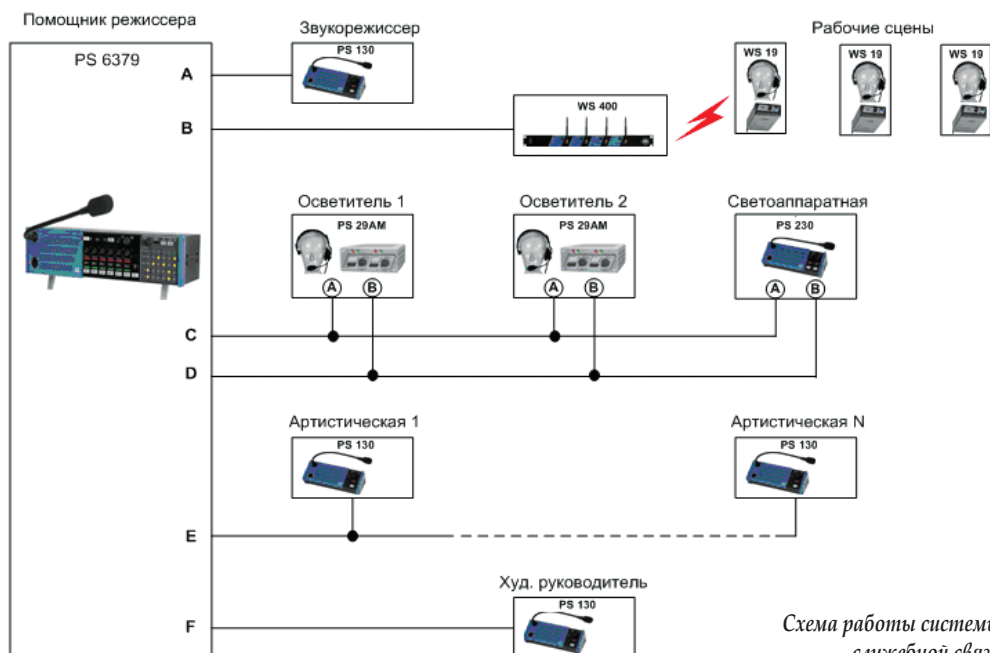 Помощник режиссера
PS 6379
Звукорежиссер
PS 130
A
Рабочие сцены
WS 19
WS 19
WS 19
B
WS 400
Осветитель 1
PS 29AM
A
B
Осветитель 2
PS 29AM
A
B
Светоаппаратная
PS 230
A
B
C
D
Артистическая 1
PS 130
Артистическая N
PS 130
E
Худ. руководитель
PS 130
F
Схема работы систем
служебной связ